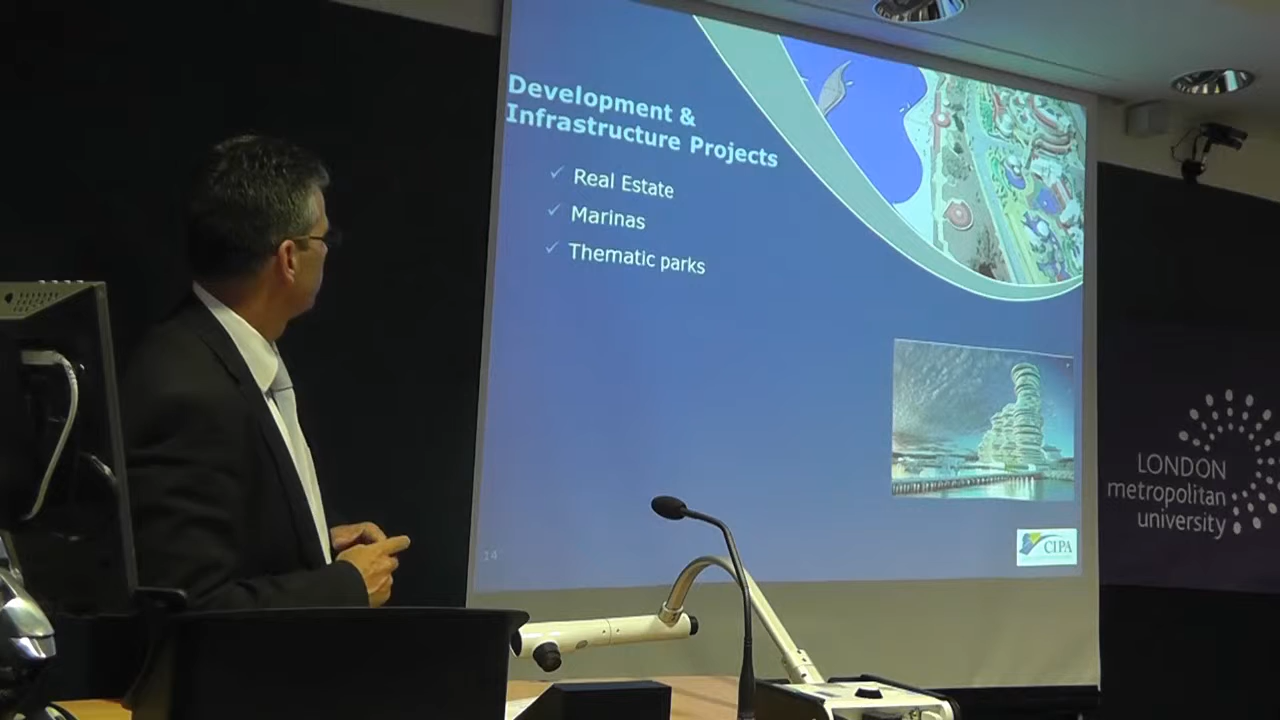 Development &
Infrastructure Projects
✓ Real Estate
✓ Marinas
✓ Thematic parks
14
CIPA
LONDON
metropolitan
university